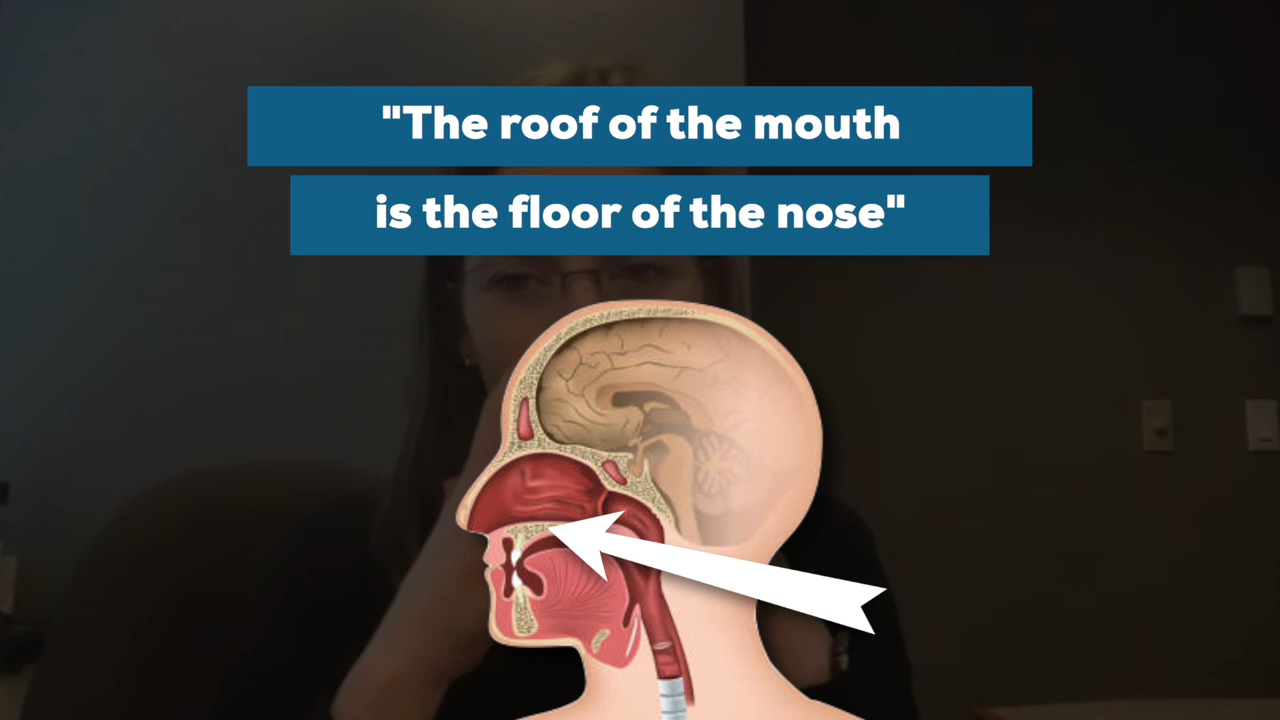 "The roof of the mouth
is the floor of the nose"